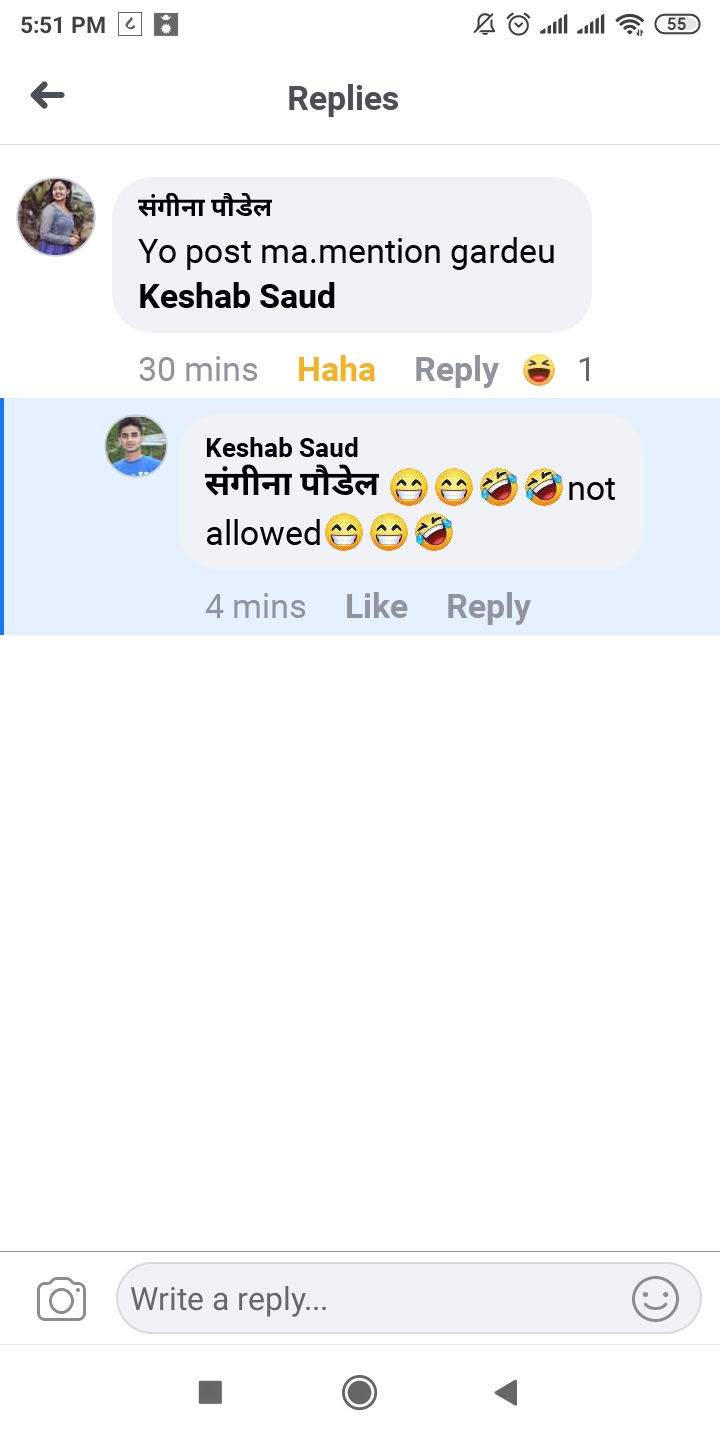 5:51 PM
55
Replies
संगीना पौडेल
Yo post ma.mention gardeu
Keshab Saud
30 mins Haha Reply 😆 1
Keshab Saud
संगीना पौडेल 😁😁🤣🤣not
allowed😁😁🤣
4 mins Like Reply
Write a reply...